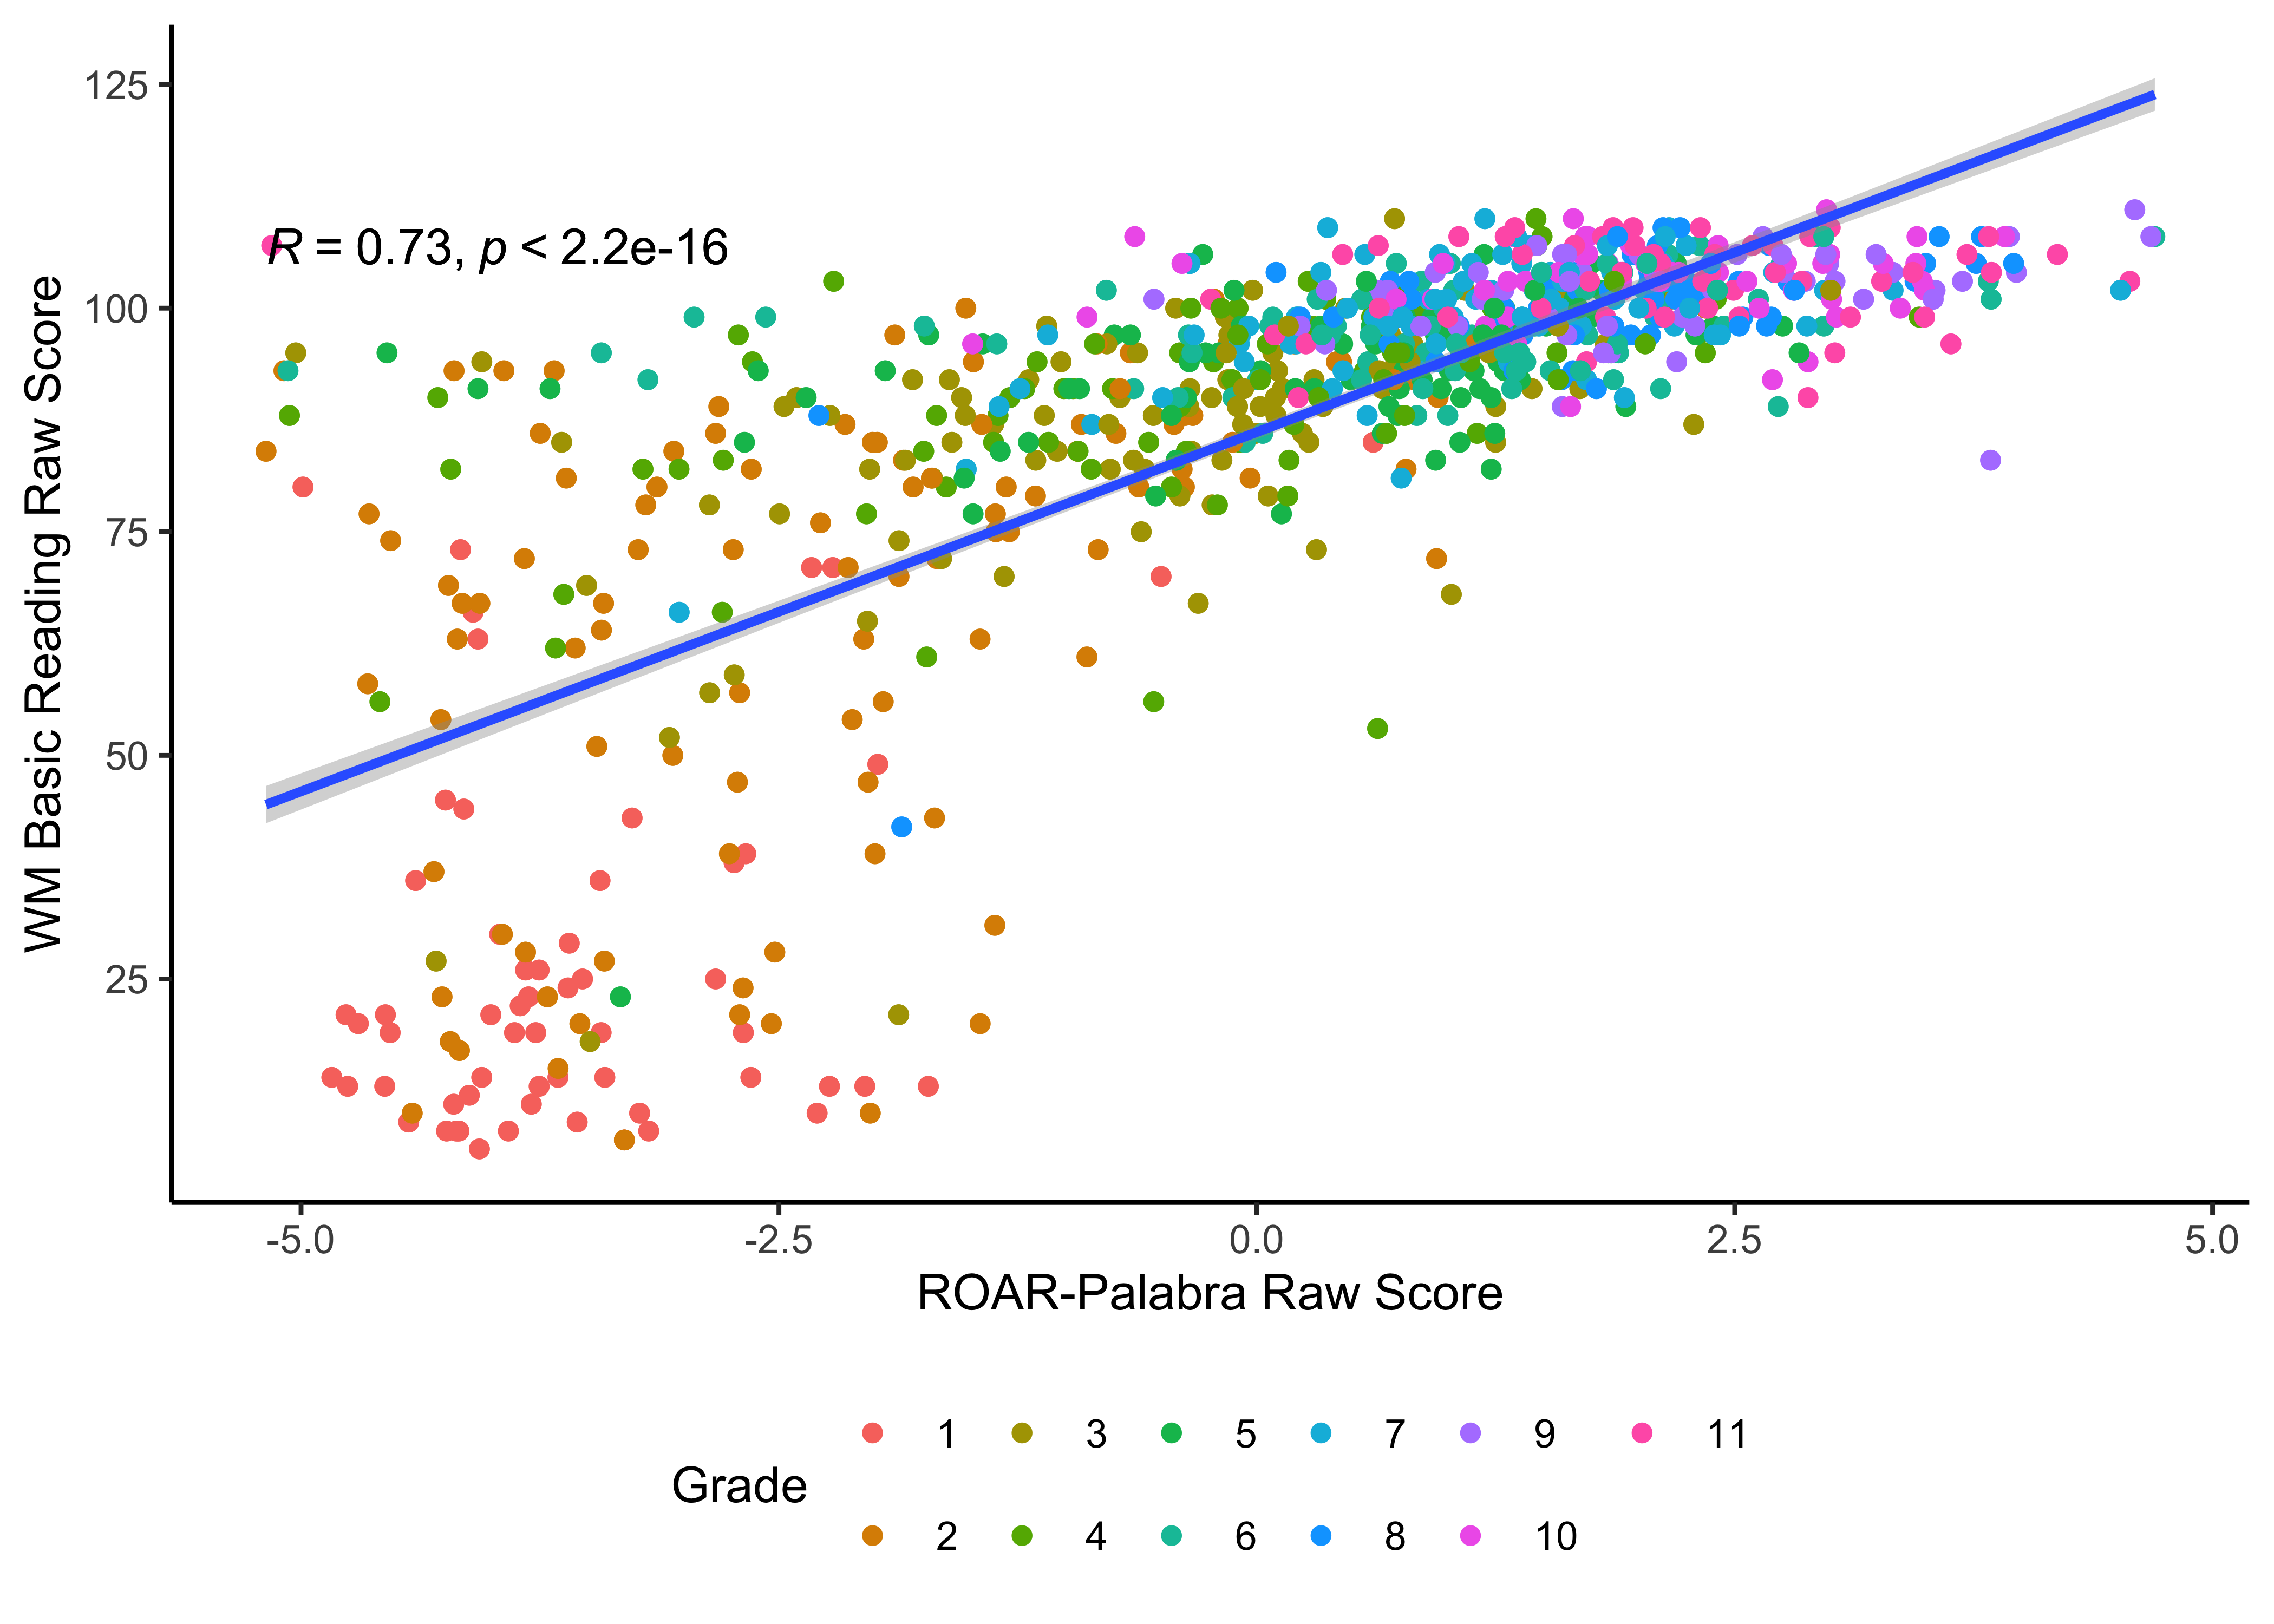 125
100
75
50
25
WM Basic Reading Raw Score
R = 0.73, p < 2.2e-16
-5.0 -2.5 0.0 2.5 5.0
ROAR-Palabra Raw Score
Grade
1 3 5 7 9 11
2 4 6 8 10